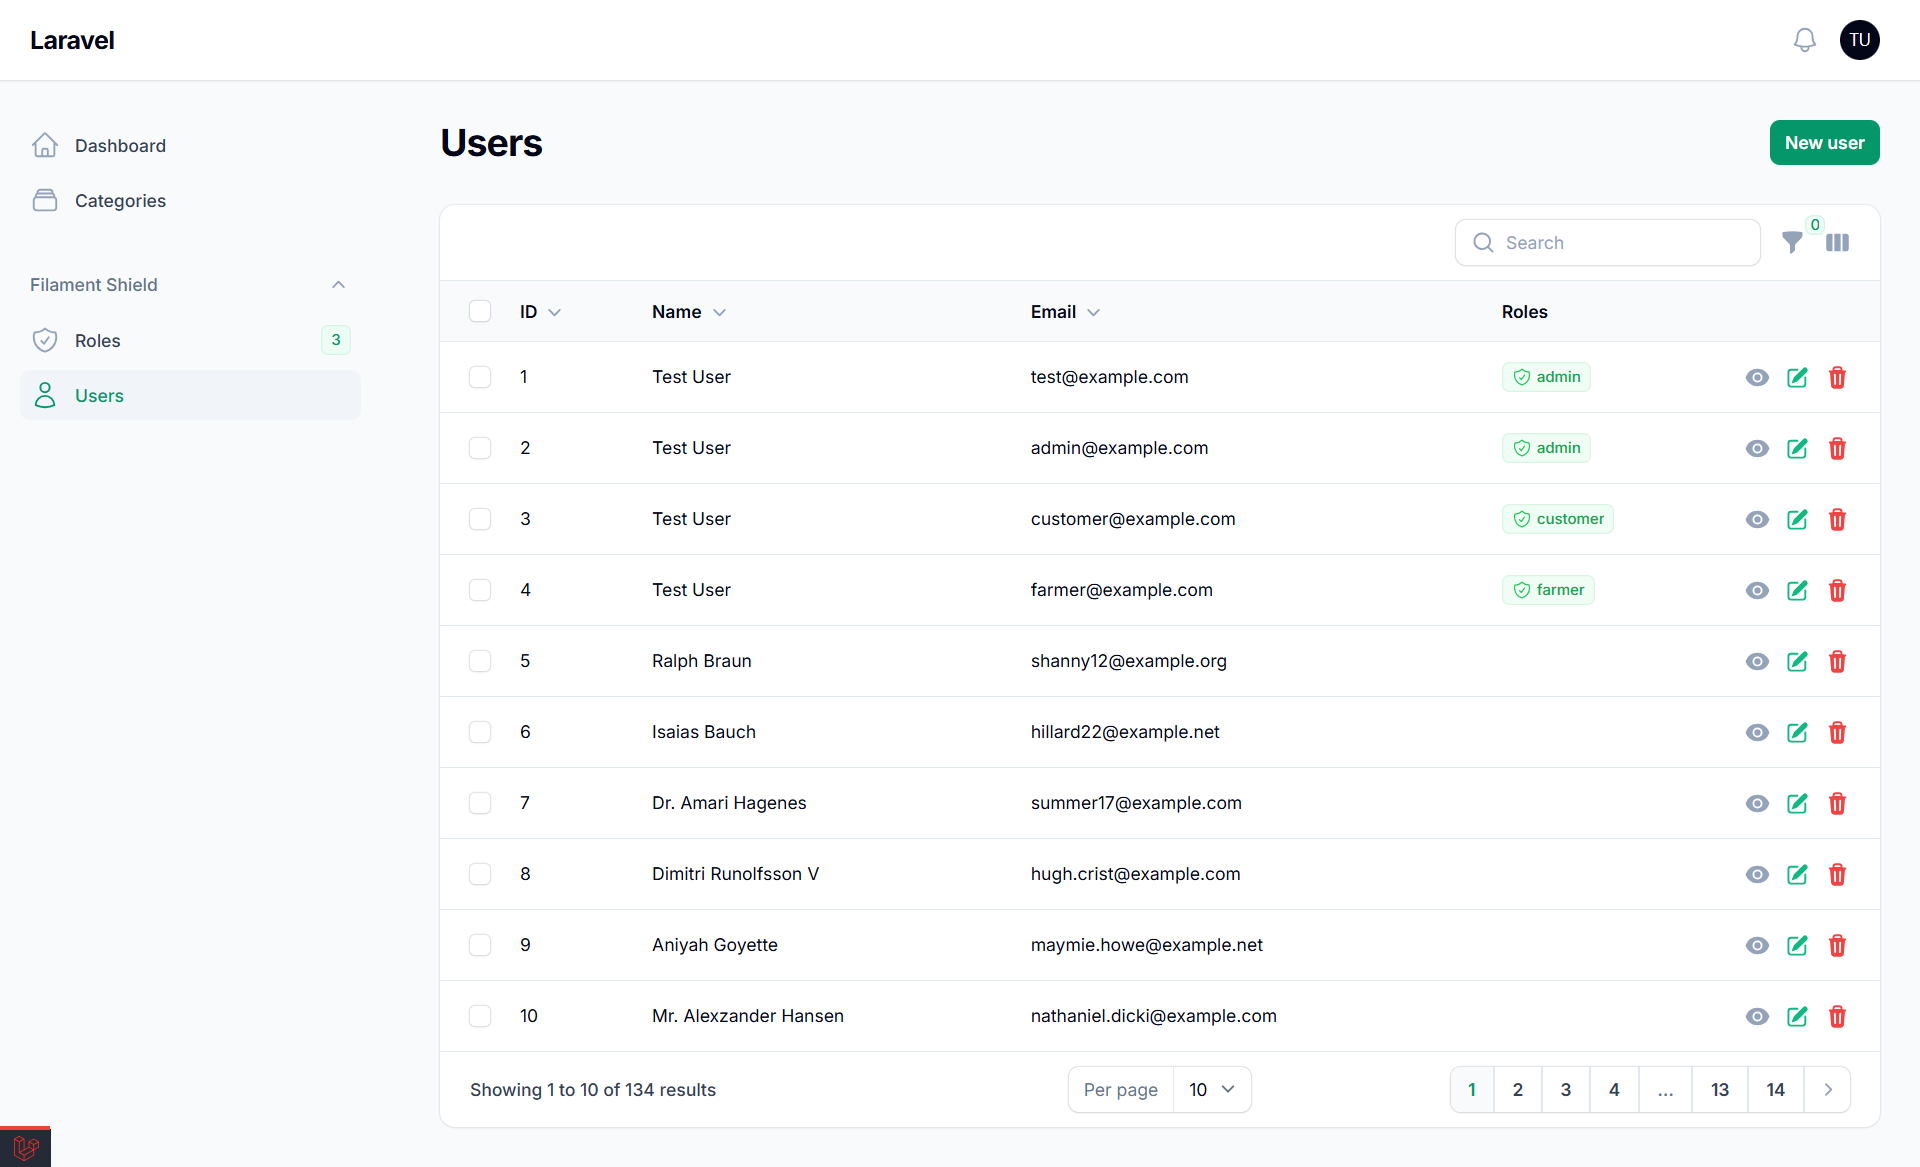 Laravel
TU
Dashboard
Categories
Filament Shield
Roles 3
Users
Users
New user
Search
0
ID Name Email Roles
1 Test User test@example.com admin
2 Test User admin@example.com admin
3 Test User customer@example.com customer
4 Test User farmer@example.com farmer
5 Ralph Braun shanny12@example.org
6 Isaias Bauch hillard22@example.net
7 Dr. Amari Hagenes summer17@example.com
8 Dimitri Runolfsson V hugh.crist@example.com
9 Aniyah Goyette maymie.howe@example.net
10 Mr. Alexzander Hansen nathaniel.dicki@example.com
Showing 1 to 10 of 134 results Per page 10 1 2 3 4 ... 13 14